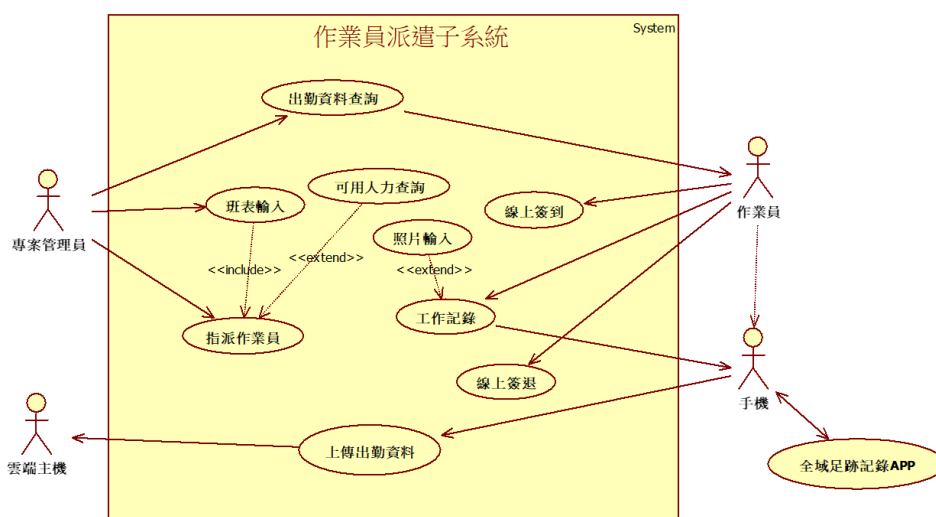 System
作業員派遣子系統
出勤資料查詢
可用人力查詢
班表輸入
線上簽到
作業員
專案管理員
照片輸入
<<include>>
<<extend>>
<<extend>>
工作記錄
指派作業員
線上簽退
手機
上傳出勤資料
雲端主機
全域足跡記錄APP